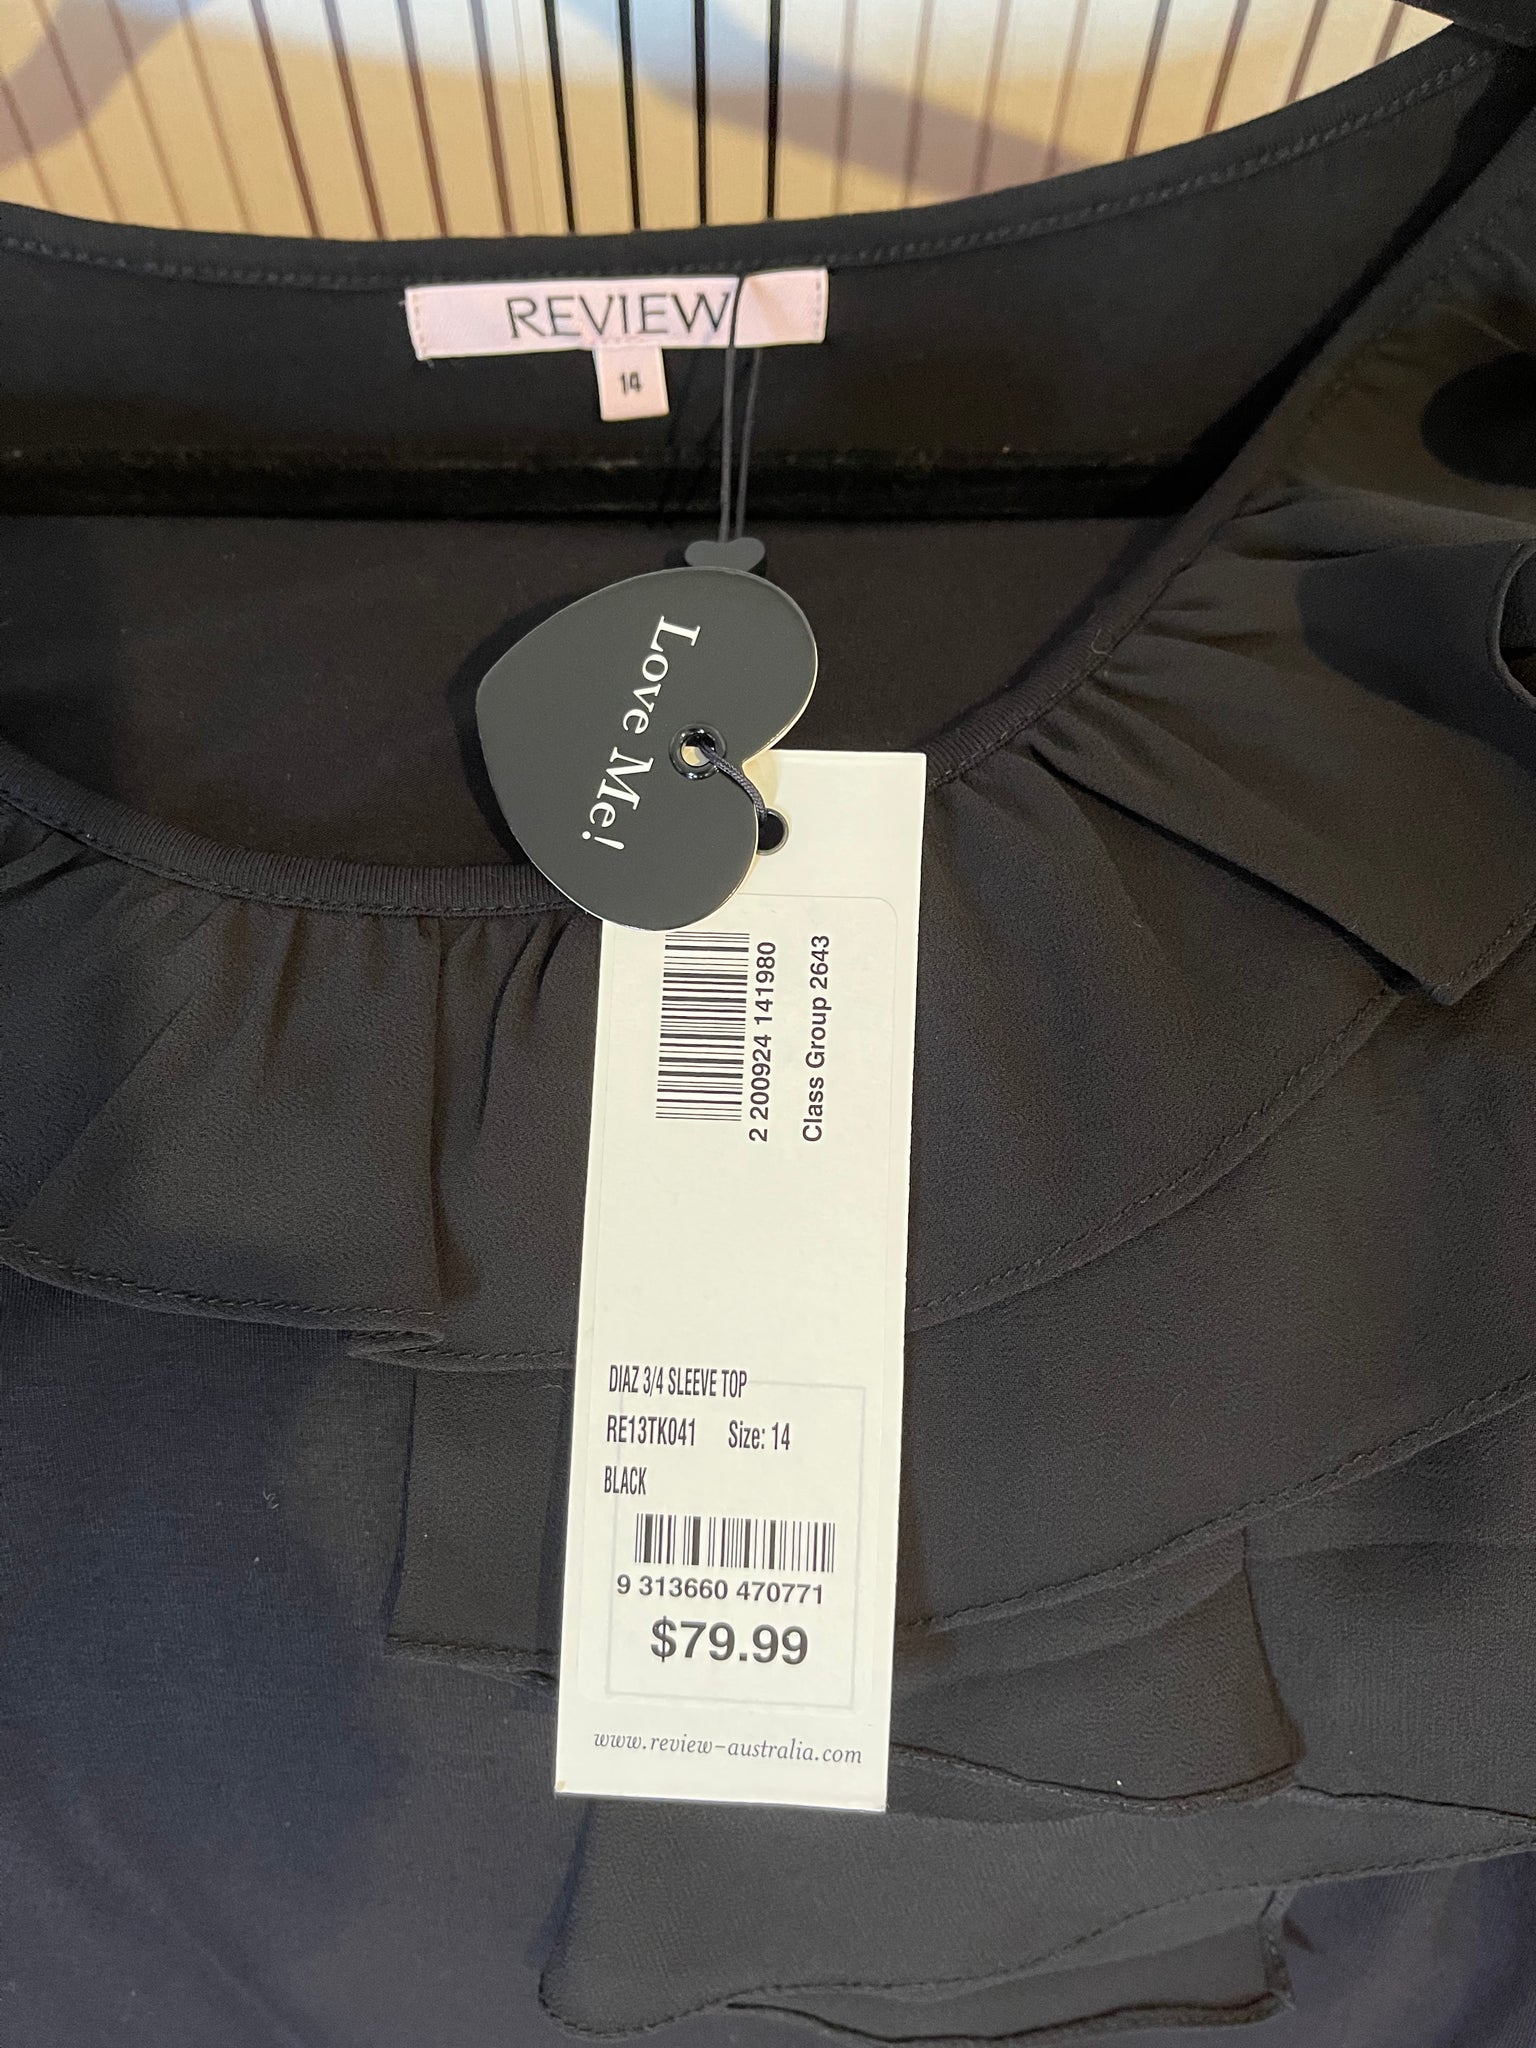 REVIEW
14
Love Me!
2 200924 141980
Class Group 2643
DIAZ 3/4 SLEEVE TOP
RE13TK041 Size: 14
BLACK
9 313660 470771
$79.99
www.review-australia.com